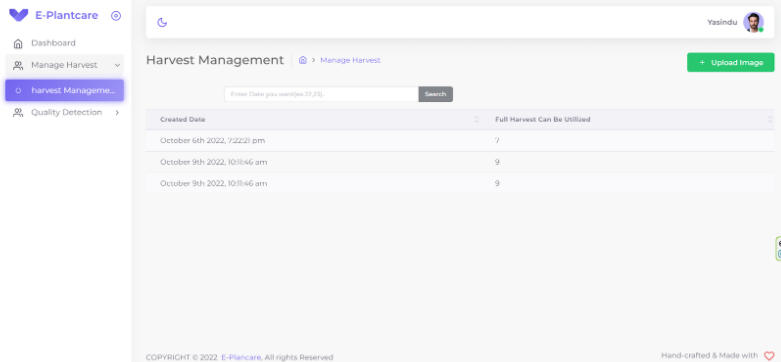 E-Plantcare
Yasindu
Dashboard
Manage Harvest
harvest Manageme...
Quality Detection
Harvest Management
Manage Harvest
+ Upload Image
Enter Date you want(ex 22,23)..
Search
Created Date Full Harvest Can Be Utilized
October 6th 2022, 7:22:21 pm 7
October 9th 2022, 10:11:46 am 9
October 9th 2022, 10:11:46 am 9
COPYRIGHT © 2022 E-Plancare, All rights Reserved
Hand-crafted & Made with